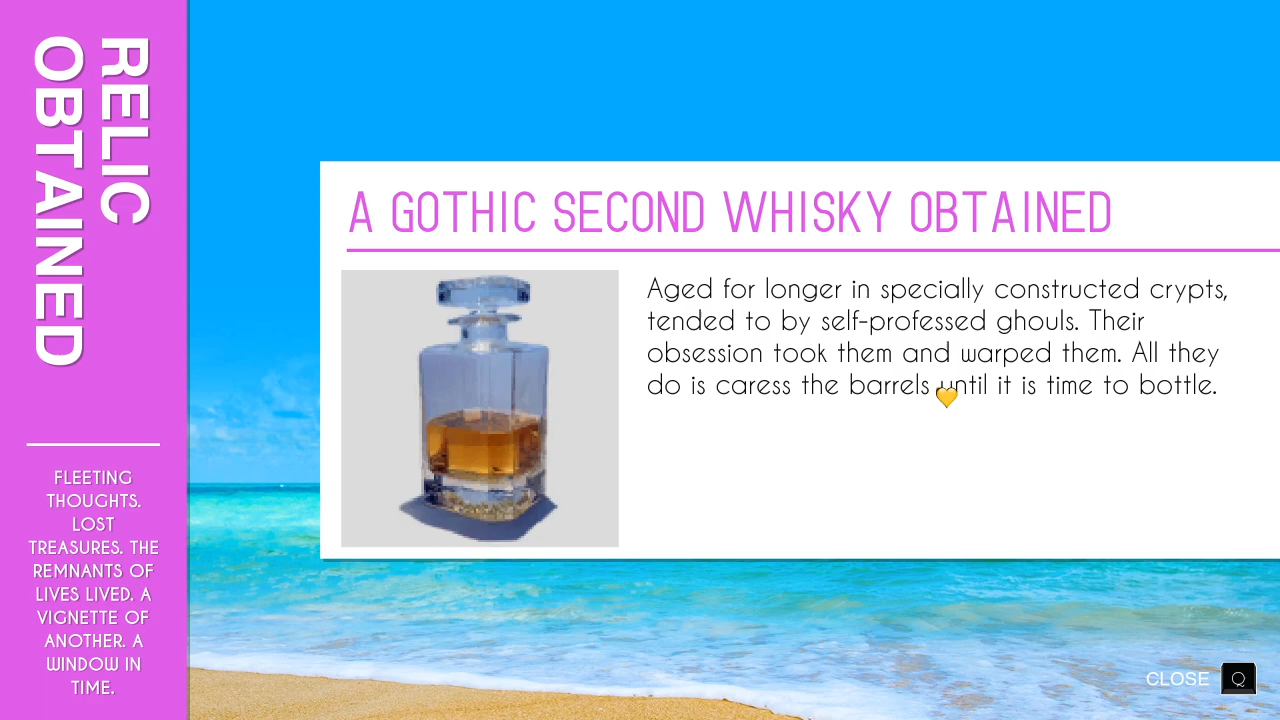 RELIC
OBTAINED
FLEETING
THOUGHTS.
LOST
TREASURES. THE
REMNANTS OF
LIVES LIVED. A
VIGNETTE OF
ANOTHER. A
WINDOW IN
TIME.
A GOTHIC SECOND WHISKY OBTAINED
Aged for longer in specially constructed crypts,
tended to by self-professed ghouls. Their
obsession took them and warped them. All they
do is caress the barrels until it is time to bottle.
CLOSE Q